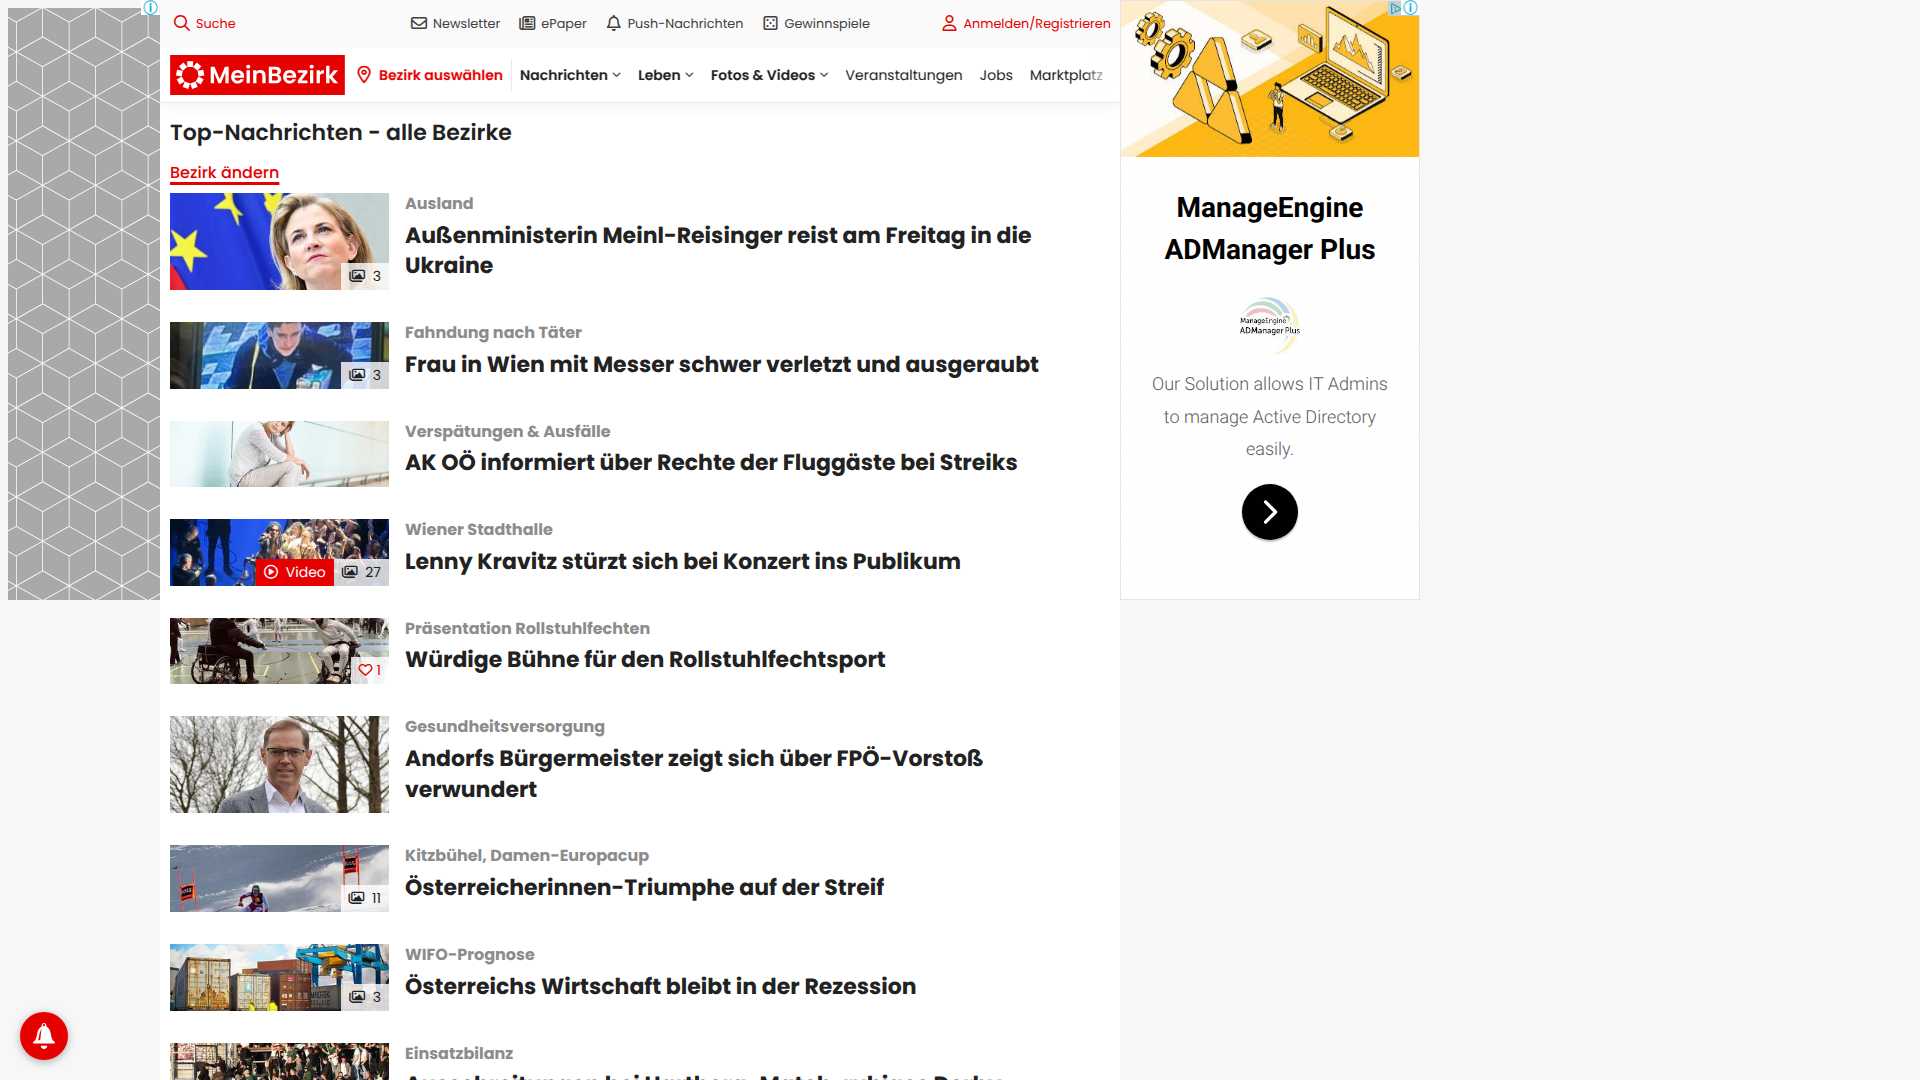 Suche
Newsletter
ePaper
Push-Nachrichten
Gewinnspiele
Anmelden/Registrieren
MeinBezirk
Bezirk auswählen
Nachrichten
Leben
Fotos & Videos
Veranstaltungen
Jobs
Marktplatz
Top-Nachrichten - alle Bezirke
Bezirk ändern
3
Ausland
Außenministerin Meinl-Reisinger reist am Freitag in die
Ukraine
3
Fahndung nach Täter
Frau in Wien mit Messer schwer verletzt und ausgeraubt
Verspätungen & Ausfälle
AK OÖ informiert über Rechte der Fluggäste bei Streiks
Video
27
Wiener Stadthalle
Lenny Kravitz stürzt sich bei Konzert ins Publikum
1
Präsentation Rollstuhlfechten
Würdige Bühne für den Rollstuhlfechtsport
Gesundheitsversorgung
Andorfs Bürgermeister zeigt sich über FPÖ-Vorstoß
verwundert
11
Kitzbühel, Damen-Europacup
Österreicherinnen-Triumphe auf der Streif
3
WIFO-Prognose
Österreichs Wirtschaft bleibt in der Rezession
Einsatzbilanz
ManageEngine
ADManager Plus
ManageEngine
ADManager Plus
Our Solution allows IT Admins
to manage Active Directory
easily.